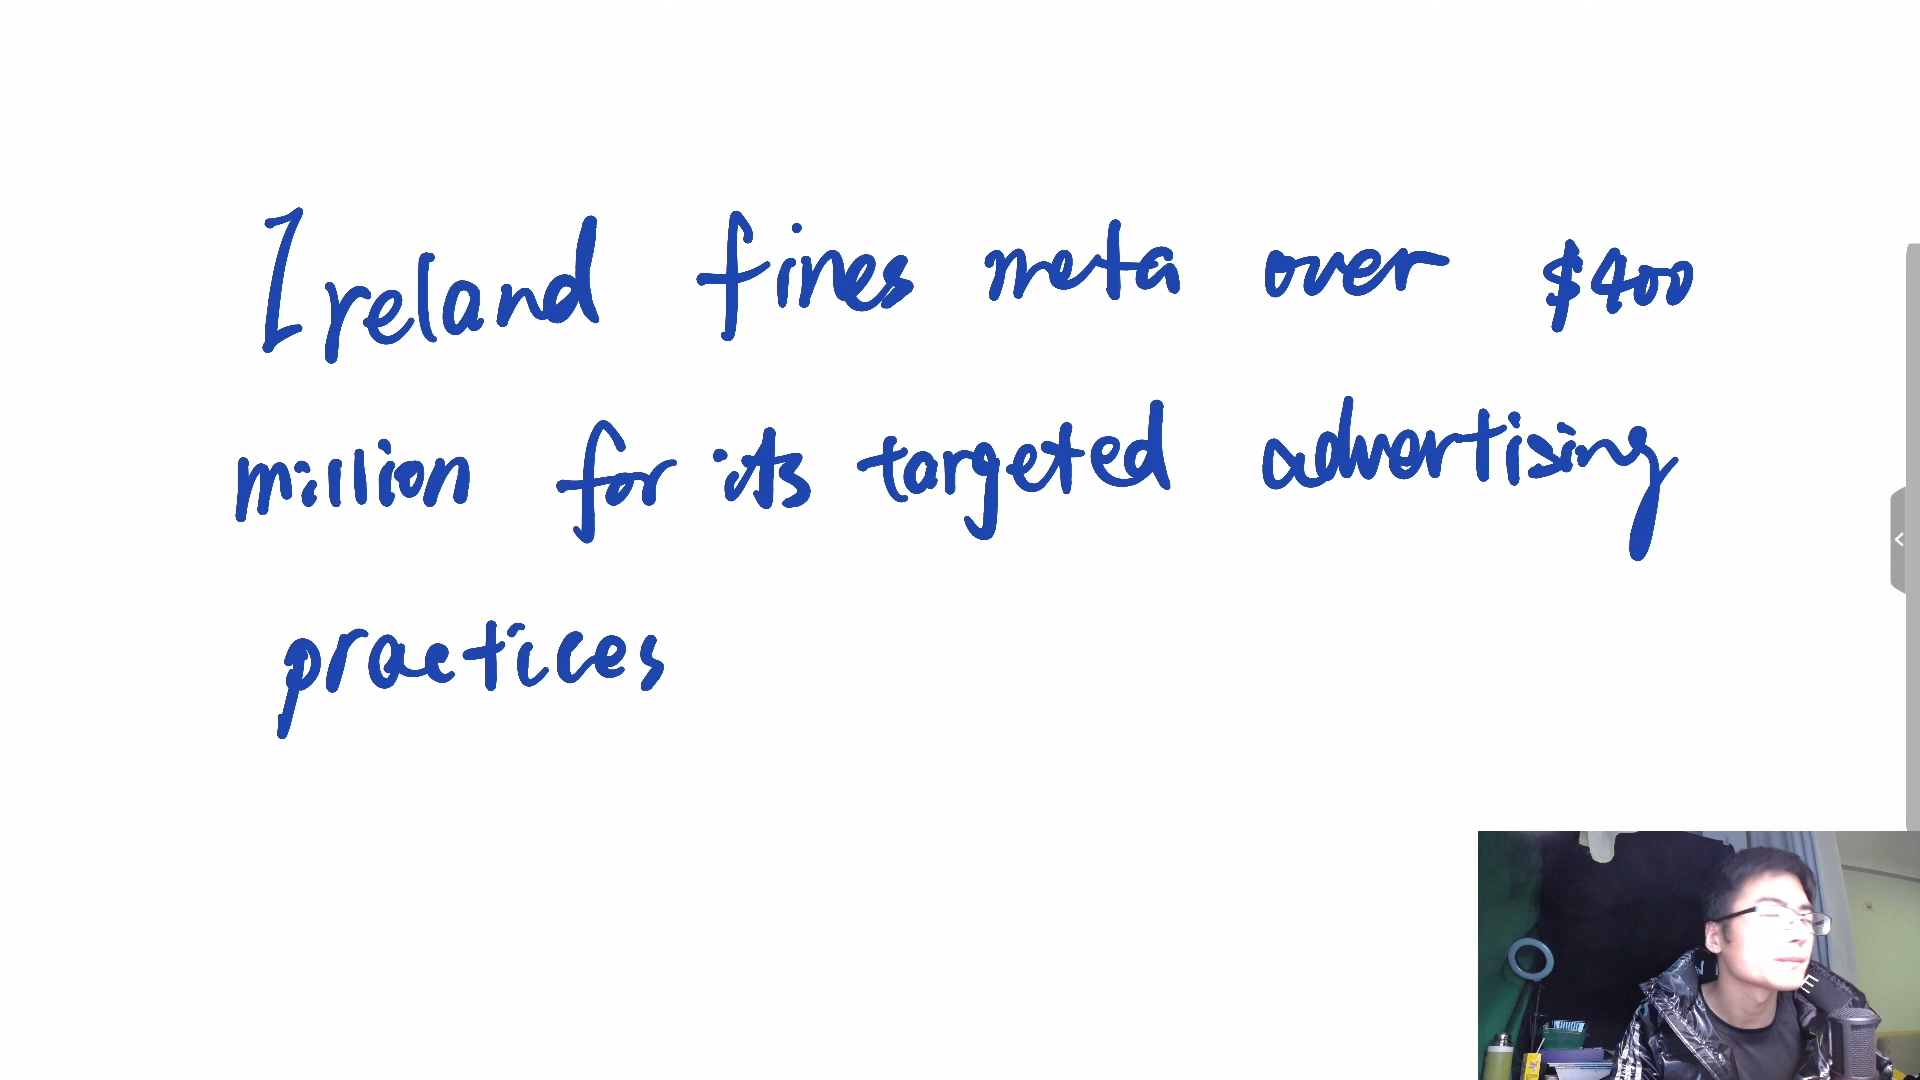 Ireland fines meta over $400
million for its targeted advertising
practices